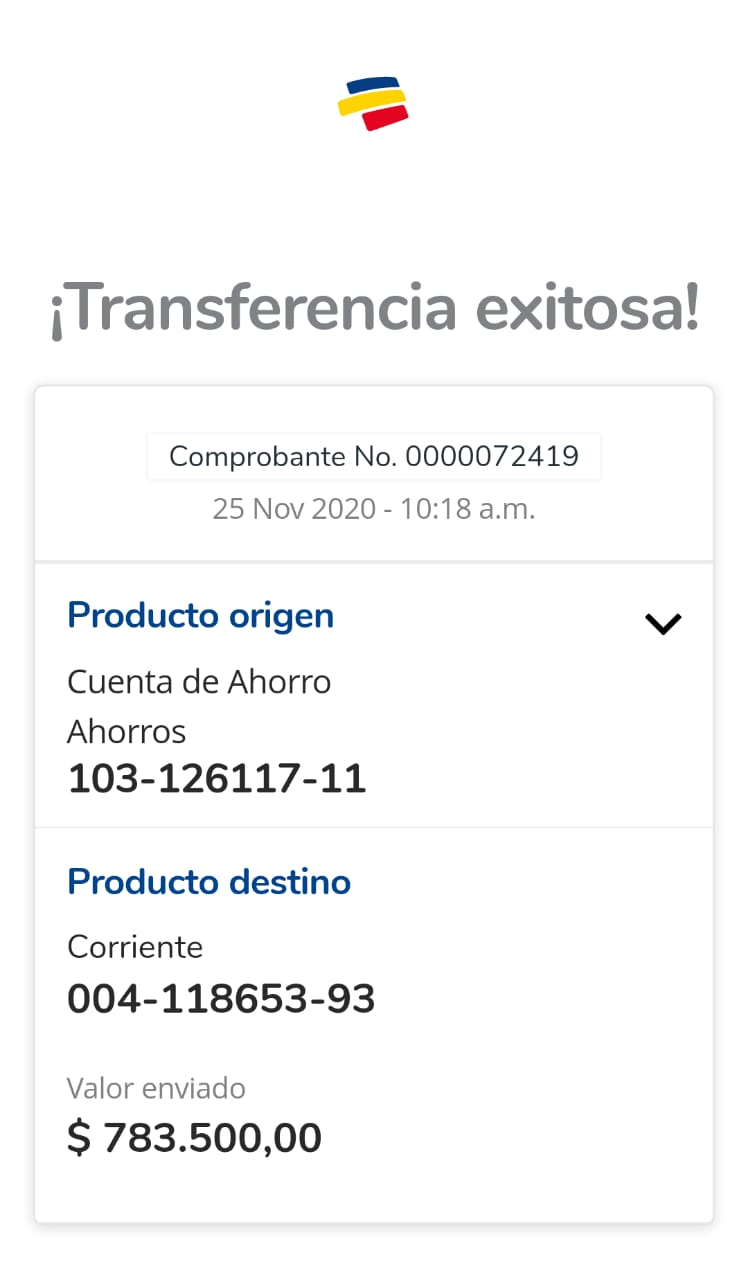 ¡Transferencia exitosa!
Comprobante No. 0000072419
25 Nov 2020 - 10:18 a.m.
Producto origen
Cuenta de Ahorro
Ahorros
103-126117-11
Producto destino
Corriente
004-118653-93
Valor enviado
$ 783.500,00